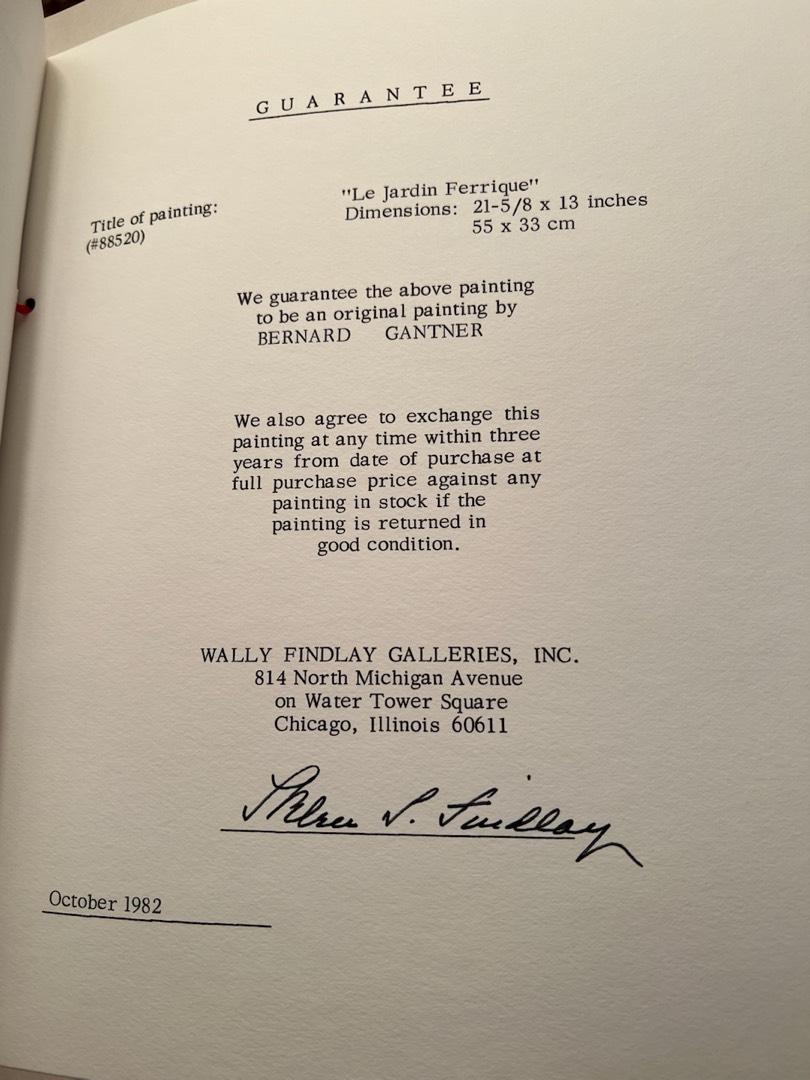 GUARANTEE
Title of painting:
(#88520)
"Le Jardin Ferrique"
Dimensions: 21-5/8 x 13 inches
55 x 33 cm
We guarantee the above painting
to be an original painting by
BERNARD GANTNER
We also agree to exchange this
painting at any time within three
years from date of purchase at
full purchase price against any
painting in stock if the
painting is returned in
good condition.
WALLY FINDLAY GALLERIES, INC.
814 North Michigan Avenue
on Water Tower Square
Chicago, Illinois 60611
S. Findlay
October 1982